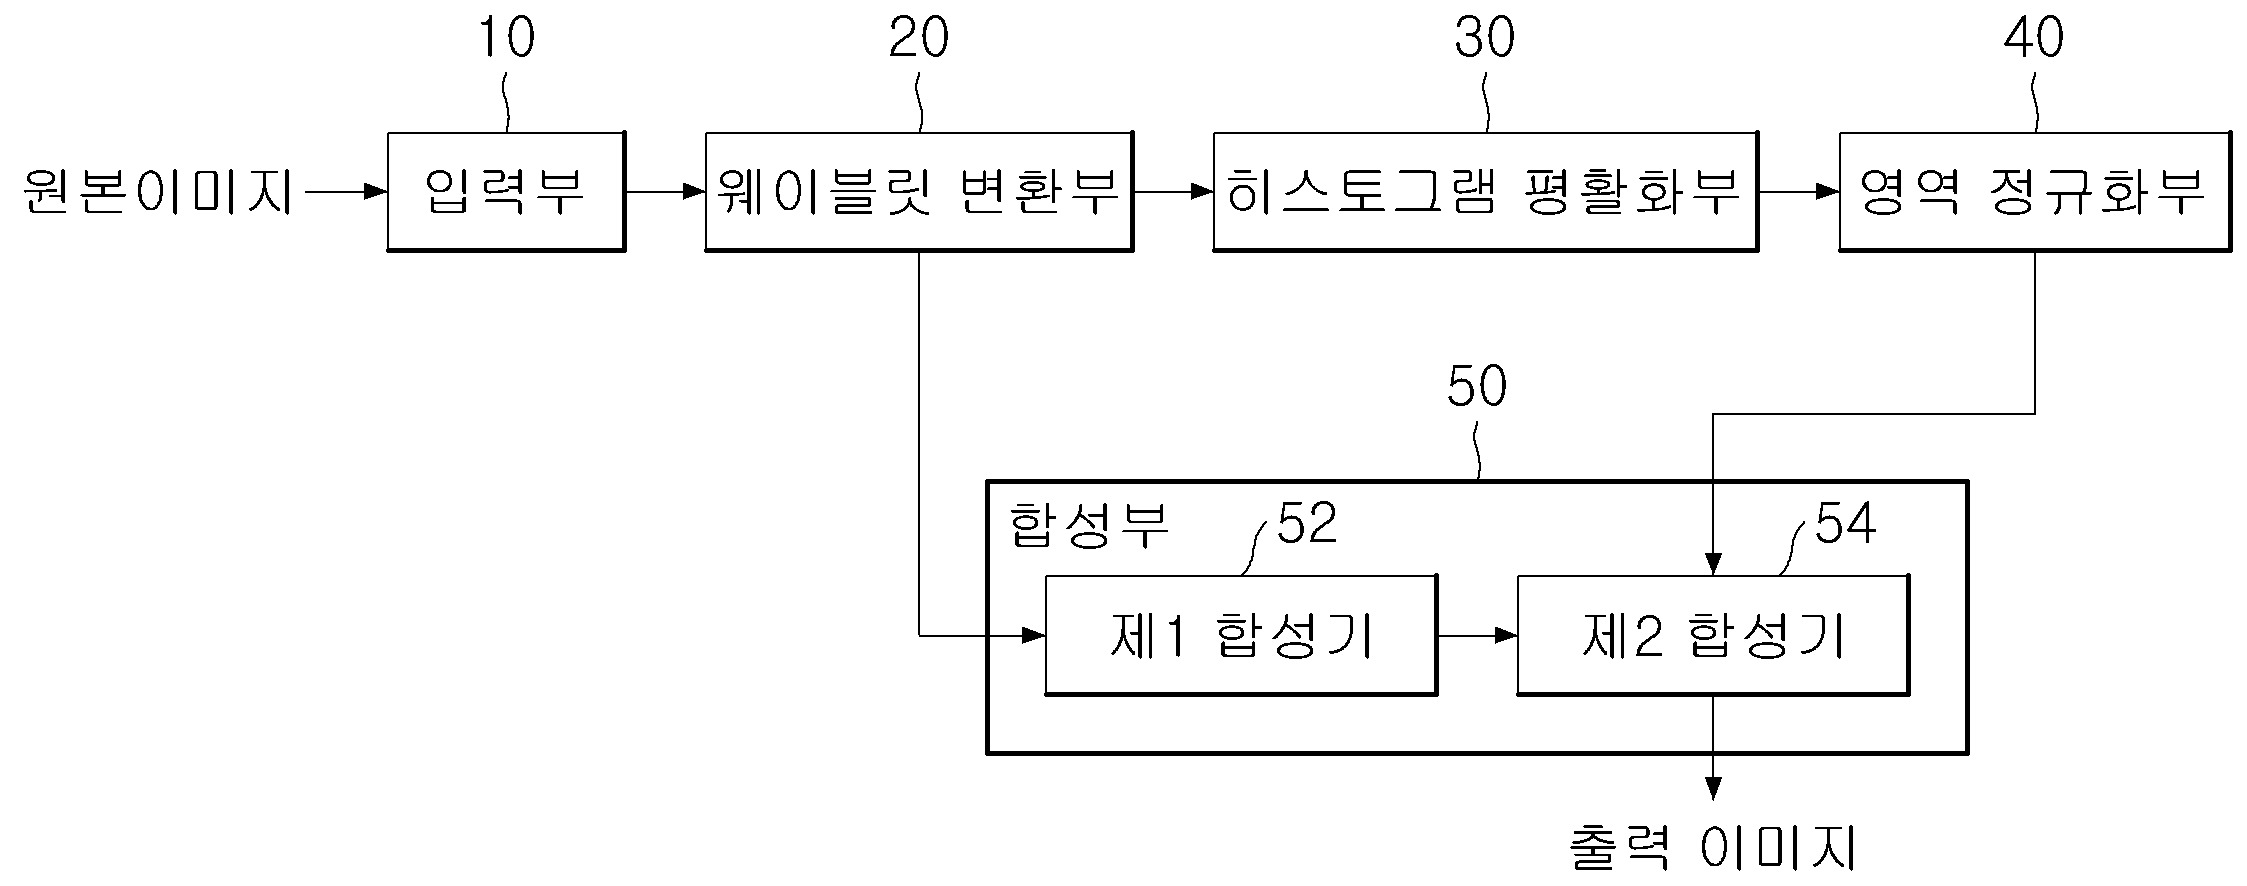 10 20 30 40
원본이미지 입력부 웨이블릿 변환부 히스토그램 평활화부 영역 정규화부
50
합성부 52 54
제1 합성기 제2 합성기
출력 이미지